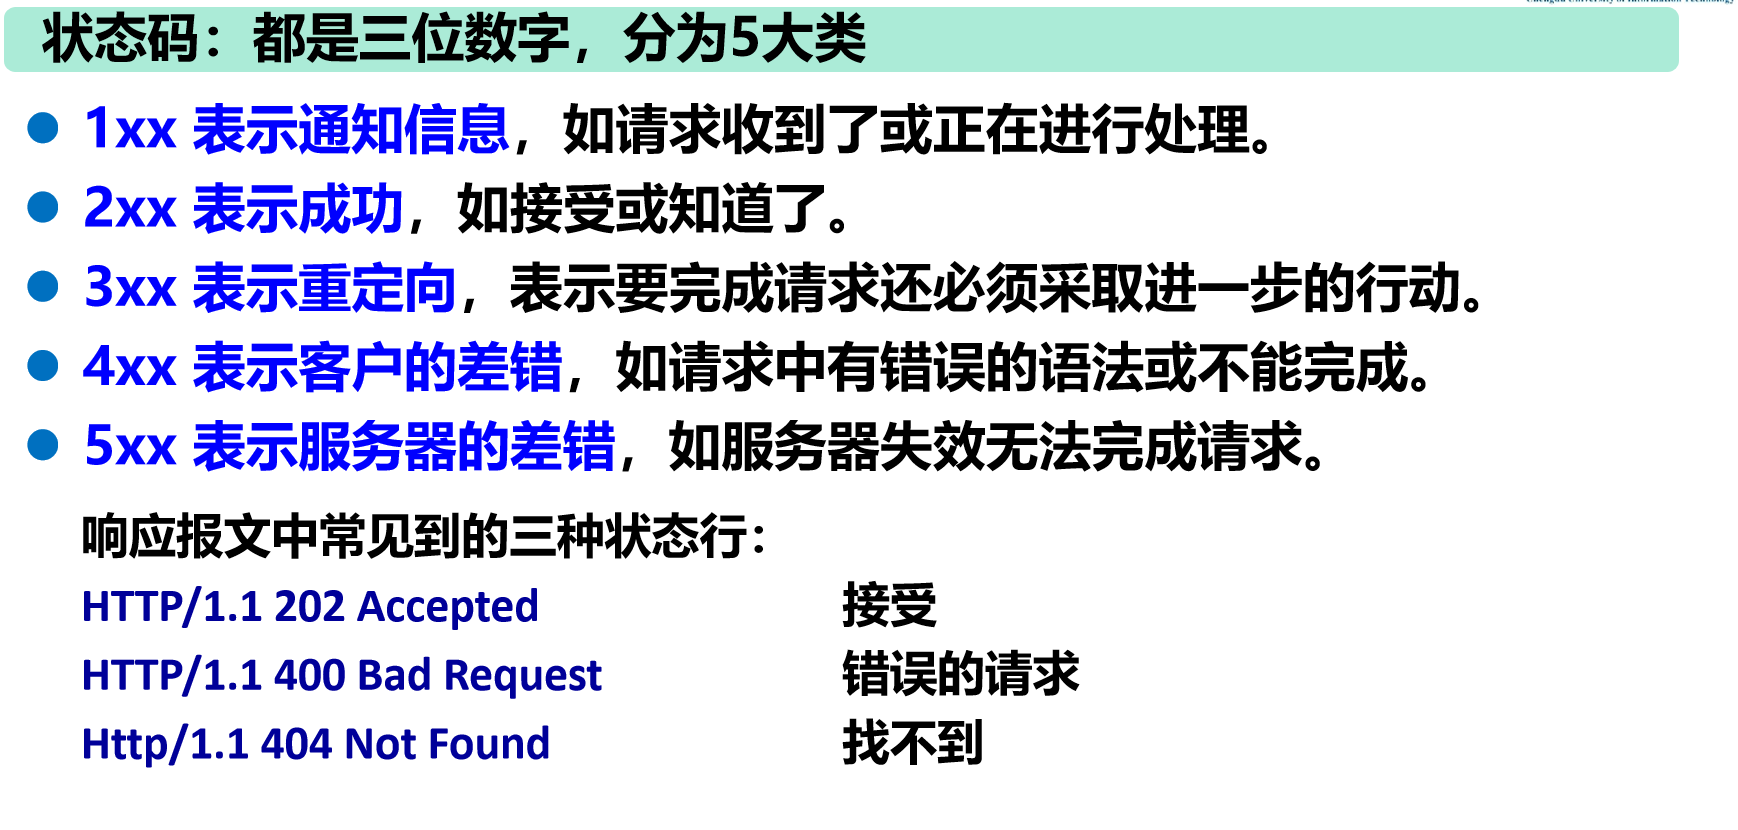 状态码：都是三位数字，分为5大类
1xx 表示通知信息，如请求收到了或正在进行处理。
2xx 表示成功，如接受或知道了。
3xx 表示重定向，表示要完成请求还必须采取进一步的行动。
4xx 表示客户的差错，如请求中有错误的语法或不能完成。
5xx 表示服务器的差错，如服务器失效无法完成请求。
响应报文中常见到的三种状态行：
HTTP/1.1 202 Accepted 接受
HTTP/1.1 400 Bad Request 错误的请求
Http/1.1 404 Not Found 找不到